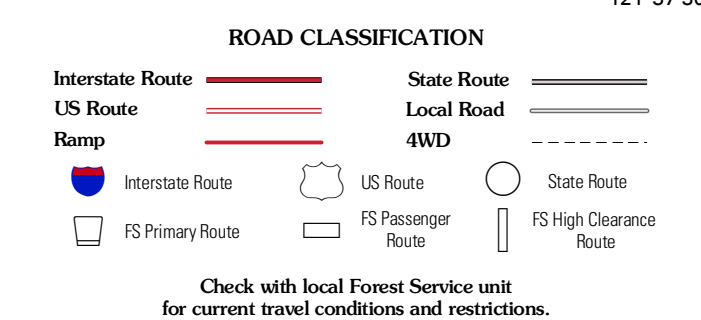 ROAD CLASSIFICATION
Interstate Route
State Route
US Route
Local Road
Ramp
4WD
Interstate Route
US Route
State Route
FS Primary Route
FS Passenger
Route
FS High Clearance
Route
Check with local Forest Service unit
for current travel conditions and restrictions.